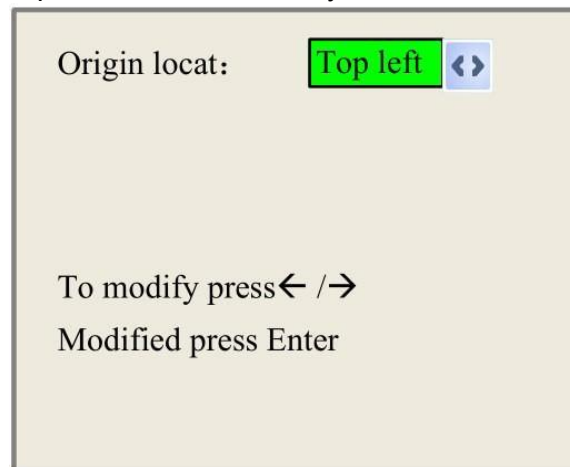 Origin locat： Top left
To modify press← /→
Modified press Enter